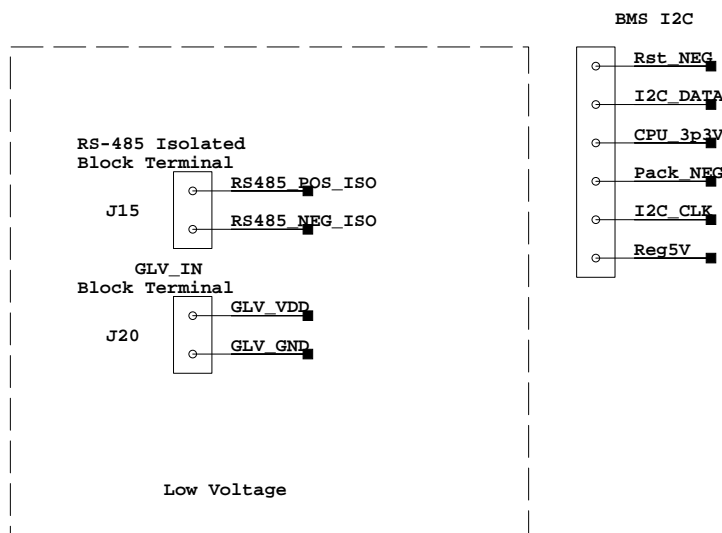 BMS I2C
Rst_NEG
I2C_DATA
CPU_3p3V
Pack_NEG
I2C_CLK
Reg5V
RS-485 Isolated
Block Terminal
J15
RS485_POS_ISO
RS485_NEG_ISO
GLV_IN
Block Terminal
J20
GLV_VDD
GLV_GND
Low Voltage